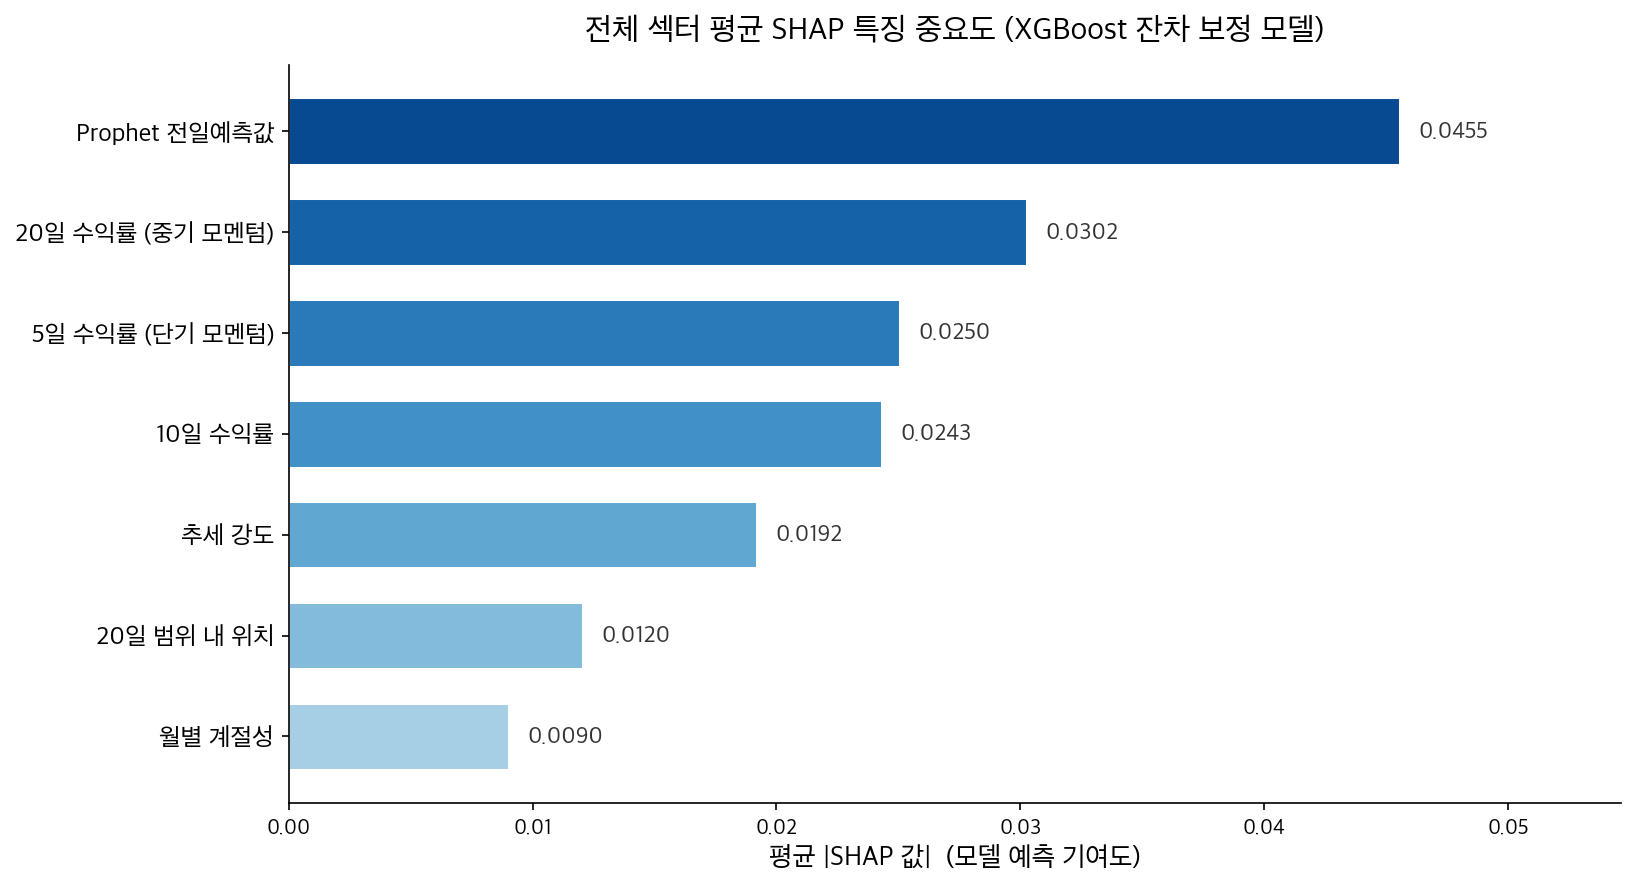 전체 섹터 평균 SHAP 특징 중요도 (XGBoost 잔차 보정 모델)
Prophet 전일예측값 0.0455
20일 수익률 (중기 모멘텀) 0.0302
5일 수익률 (단기 모멘텀) 0.0250
10일 수익률 0.0243
추세 강도 0.0192
20일 범위 내 위치 0.0120
월별 계절성 0.0090
0.00 0.01 0.02 0.03 0.04 0.05
평균 |SHAP 값| (모델 예측 기여도)